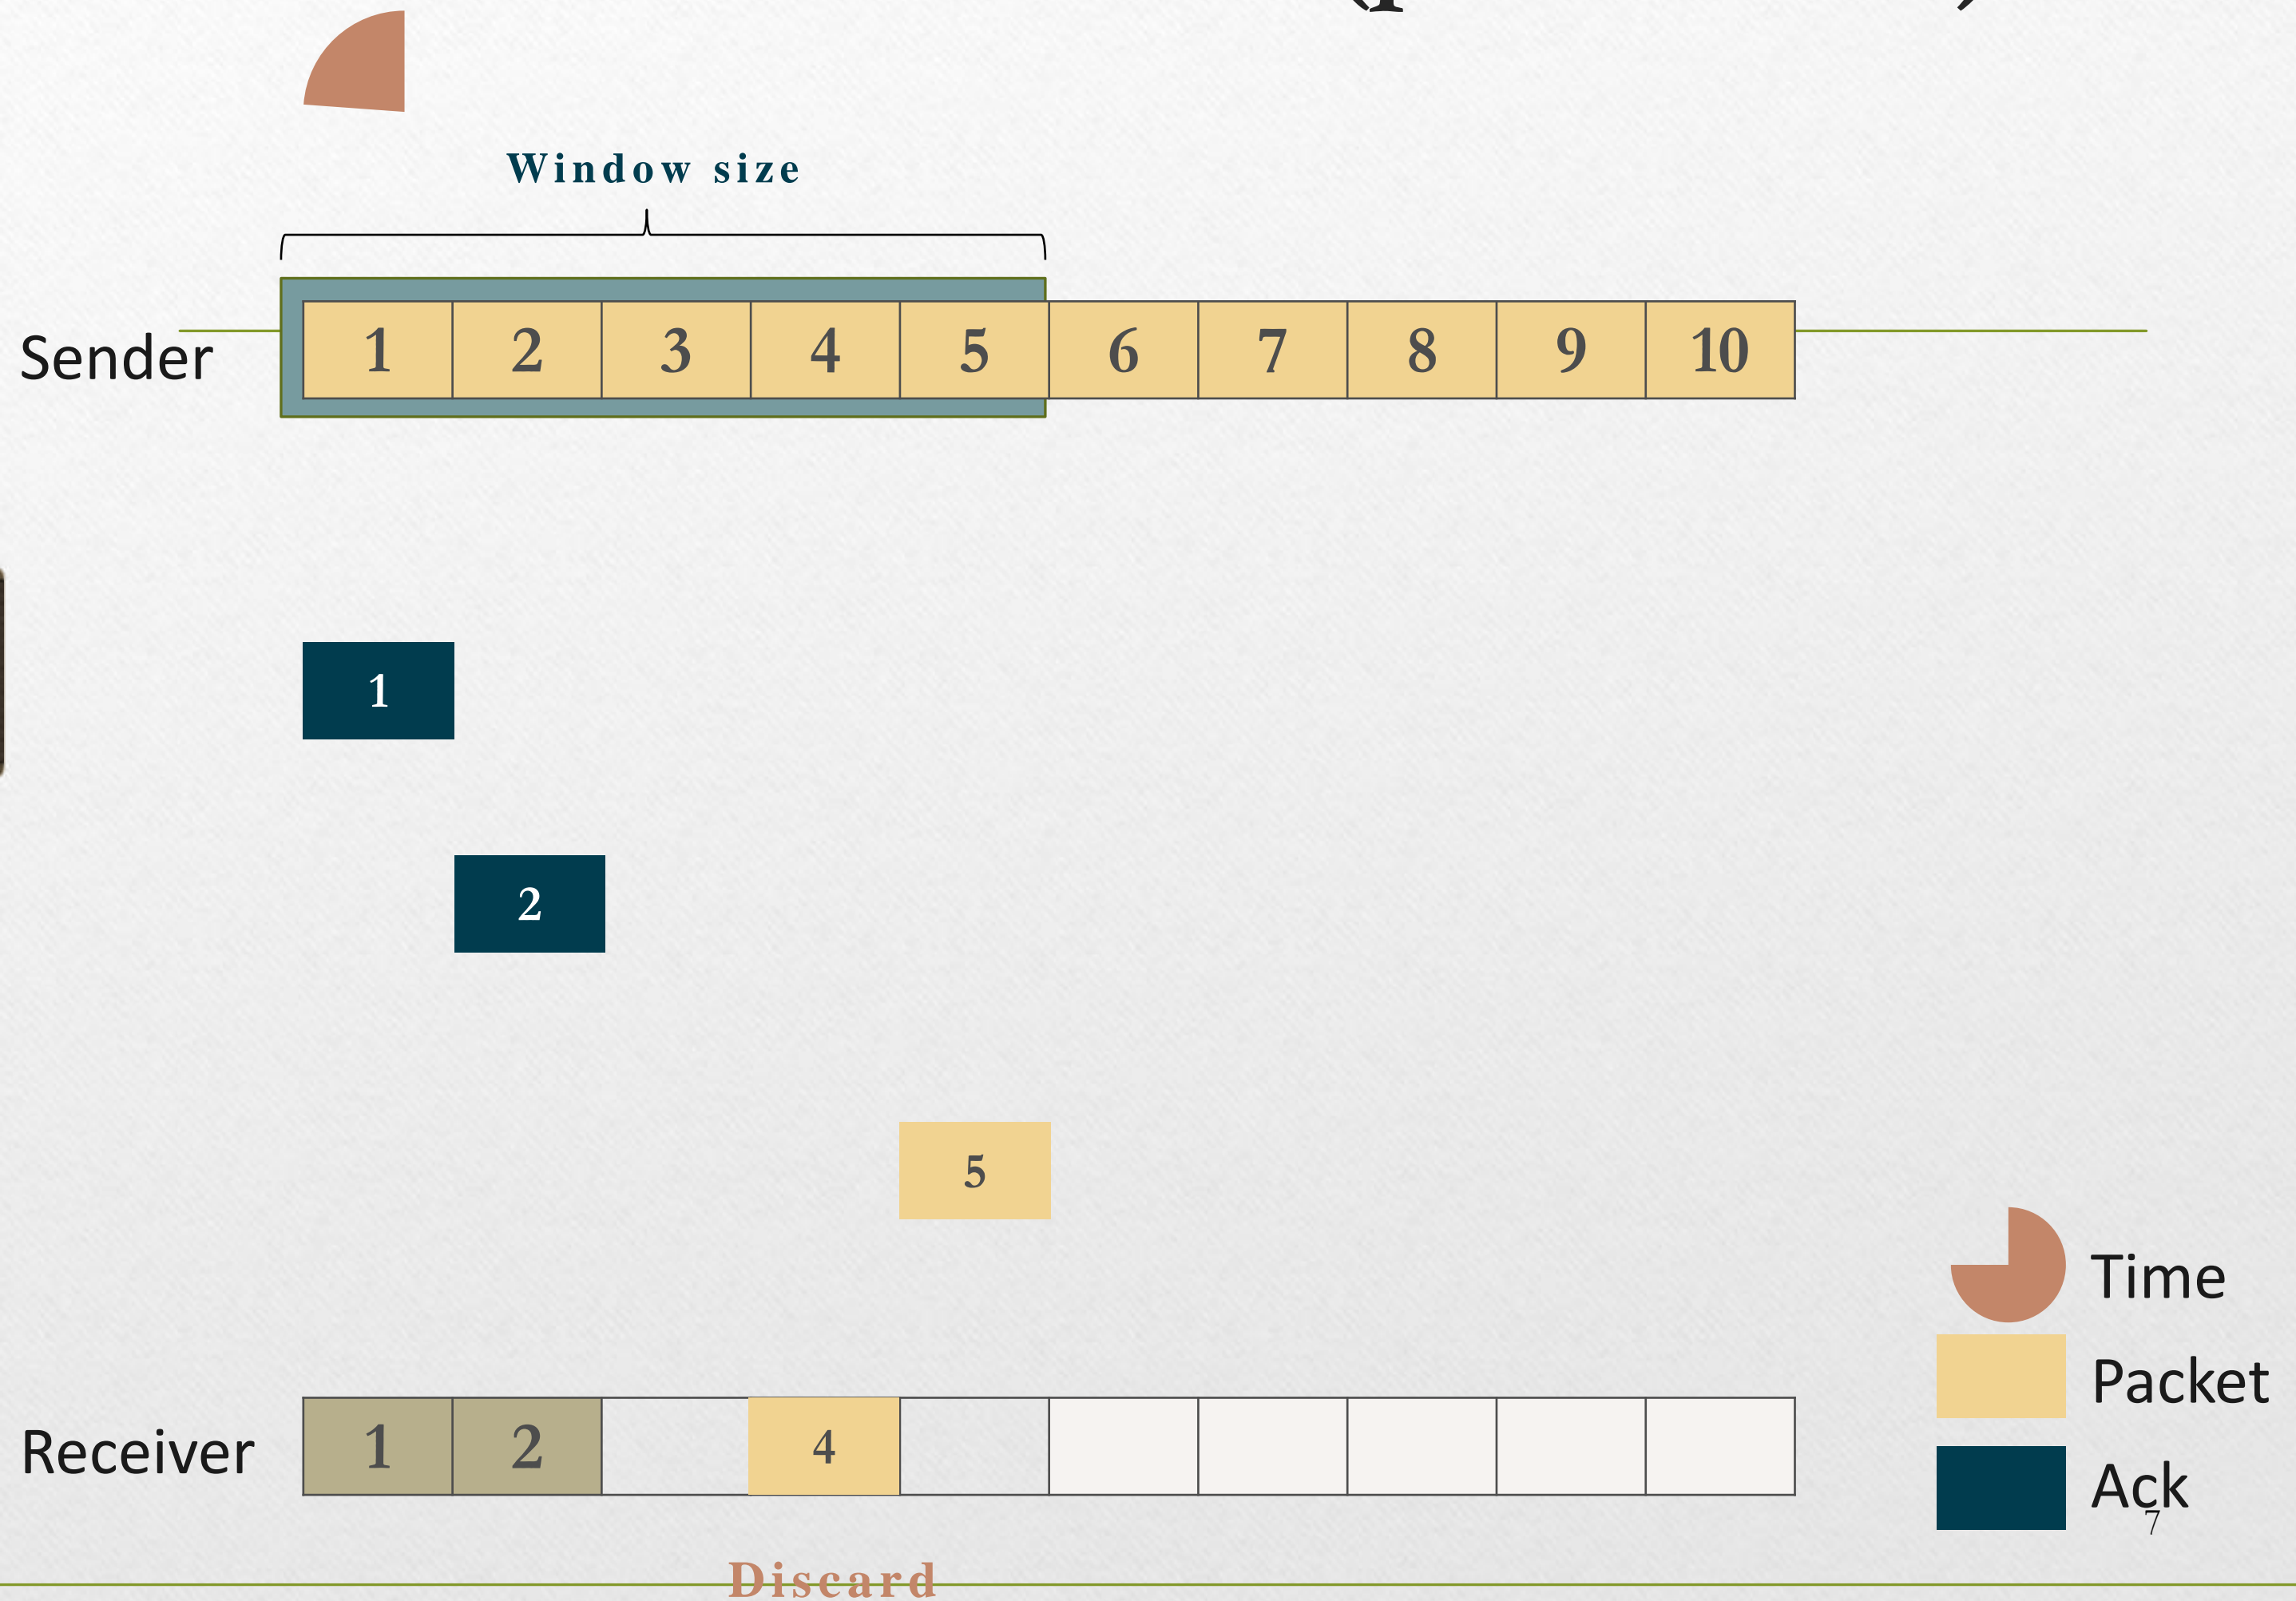 Window size
Sender 1 2 3 4 5 6 7 8 9 10
1
2
5
Time
Packet
Receiver 1 2 4
Ack
7
Discard